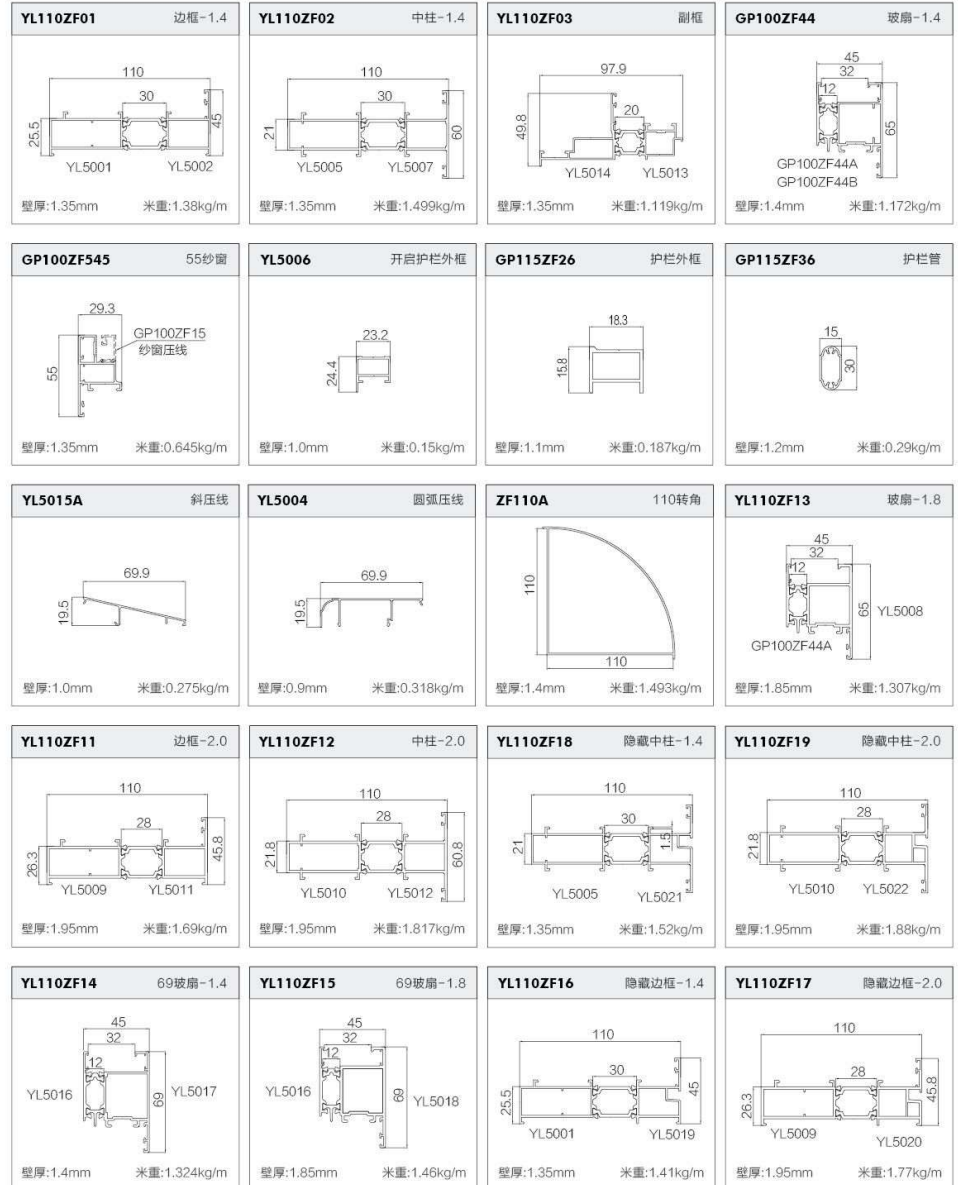 YL110ZF01 边框-1.4
110
30
25.5
45
YL5001 YL5002
壁厚:1.35mm 米重:1.38kg/m
YL110ZF02 中柱-1.4
110
30
21
60
YL5005 YL5007
壁厚:1.35mm 米重:1.499kg/m
YL110ZF03 副框
97.9
49.8
20
YL5014 YL5013
壁厚:1.35mm 米重:1.119kg/m
GP100ZF44 玻扇-1.4
45
32
12
65
GP100ZF44A
GP100ZF44B
壁厚:1.4mm 米重:1.172kg/m
GP100ZF545 55纱窗
29.3
GP100ZF15
纱窗压线
55
壁厚:1.35mm 米重:0.645kg/m
YL5006 开启护栏外框
23.2
24.4
壁厚:1.0mm 米重:0.15kg/m
GP115ZF26 护栏外框
18.3
15.8
壁厚:1.1mm 米重:0.187kg/m
GP115ZF36 护栏管
15
30
壁厚:1.2mm 米重:0.29kg/m
YL5015A 斜压线
69.9
19.5
壁厚:1.0mm 米重:0.275kg/m
YL5004 圆弧压线
69.9
19.5
壁厚:0.9mm 米重:0.318kg/m
ZF110A 110转角
110
110
壁厚:1.4mm 米重:1.493kg/m
YL110ZF13 玻扇-1.8
45
32
12
65
YL5008
GP100ZF44A
壁厚:1.85mm 米重:1.307kg/m
YL110ZF11 边框-2.0
110
28
26.3
45.8
YL5009 YL5011
壁厚:1.95mm 米重:1.69kg/m
YL110ZF12 中柱-2.0
110
28
21.8
60.8
YL5010 YL5012
壁厚:1.95mm 米重:1.817kg/m
YL110ZF18 隐藏中柱-1.4
110
30
21
1.5
YL5005 YL5021
壁厚:1.35mm 米重:1.52kg/m
YL110ZF19 隐藏中柱-2.0
110
28
21.8
YL5010 YL5022
壁厚:1.95mm 米重:1.88kg/m
YL110ZF14 69玻扇-1.4
45
32
12
YL5016 69 YL5017
壁厚:1.4mm 米重:1.324kg/m
YL110ZF15 69玻扇-1.8
45
32
12
YL5016 69 YL5018
壁厚:1.85mm 米重:1.46kg/m
YL110ZF16 隐藏边框-1.4
110
30
25.5
45
YL5001 YL5019
壁厚:1.35mm 米重:1.41kg/m
YL110ZF17 隐藏边框-2.0
110
28
26.3
45.8
YL5009 YL5020
壁厚:1.95mm 米重:1.77kg/m